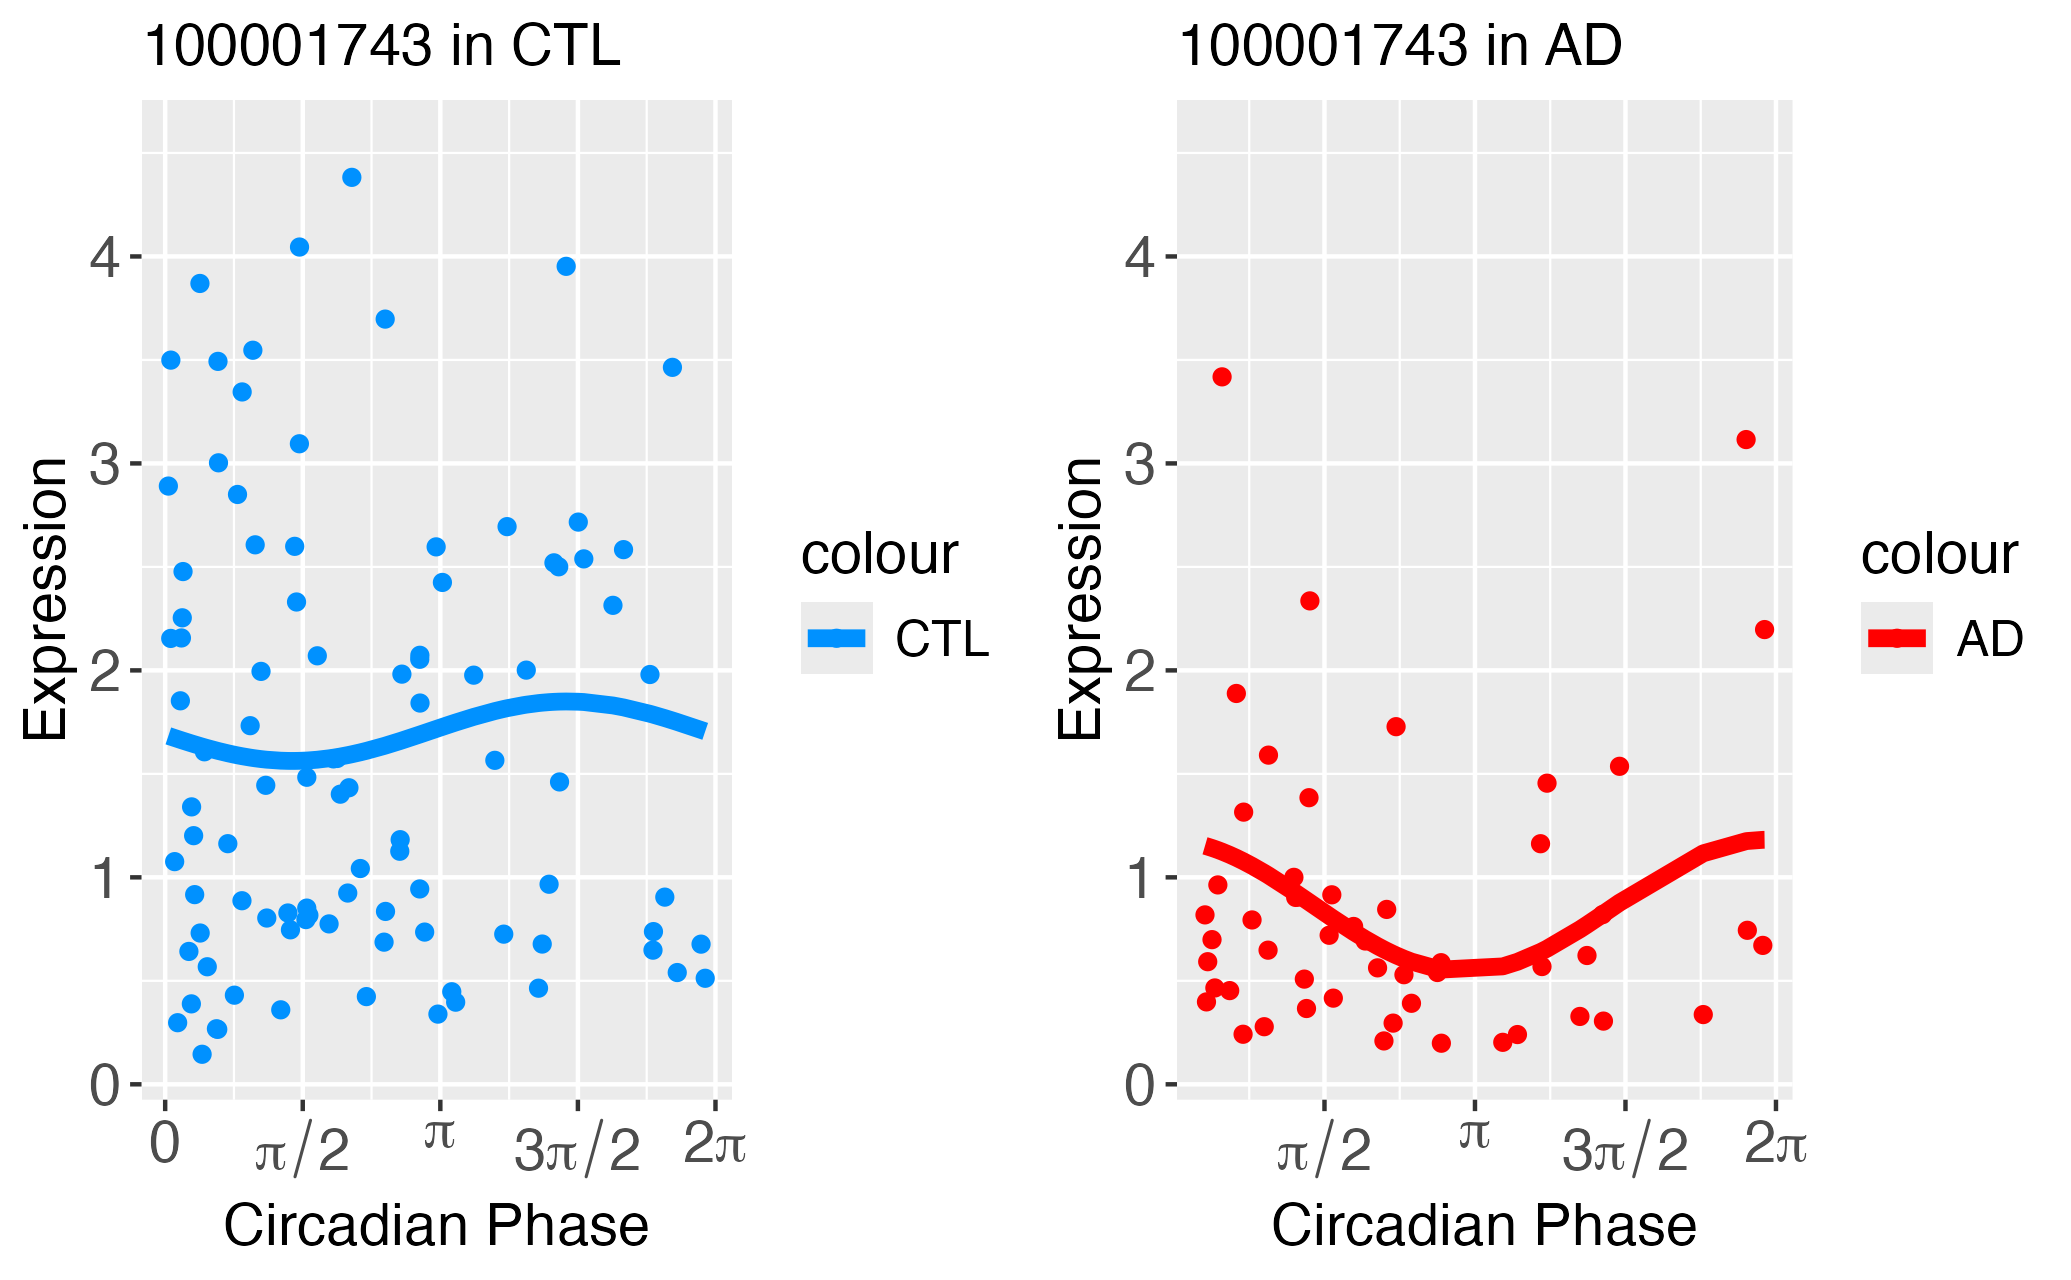 100001743 in CTL
Expression
4
3
2
1
0
0 π/2 π 3π/2 2π
Circadian Phase
colour
CTL
100001743 in AD
Expression
4
3
2
1
0
π/2 π 3π/2 2π
Circadian Phase
colour
AD